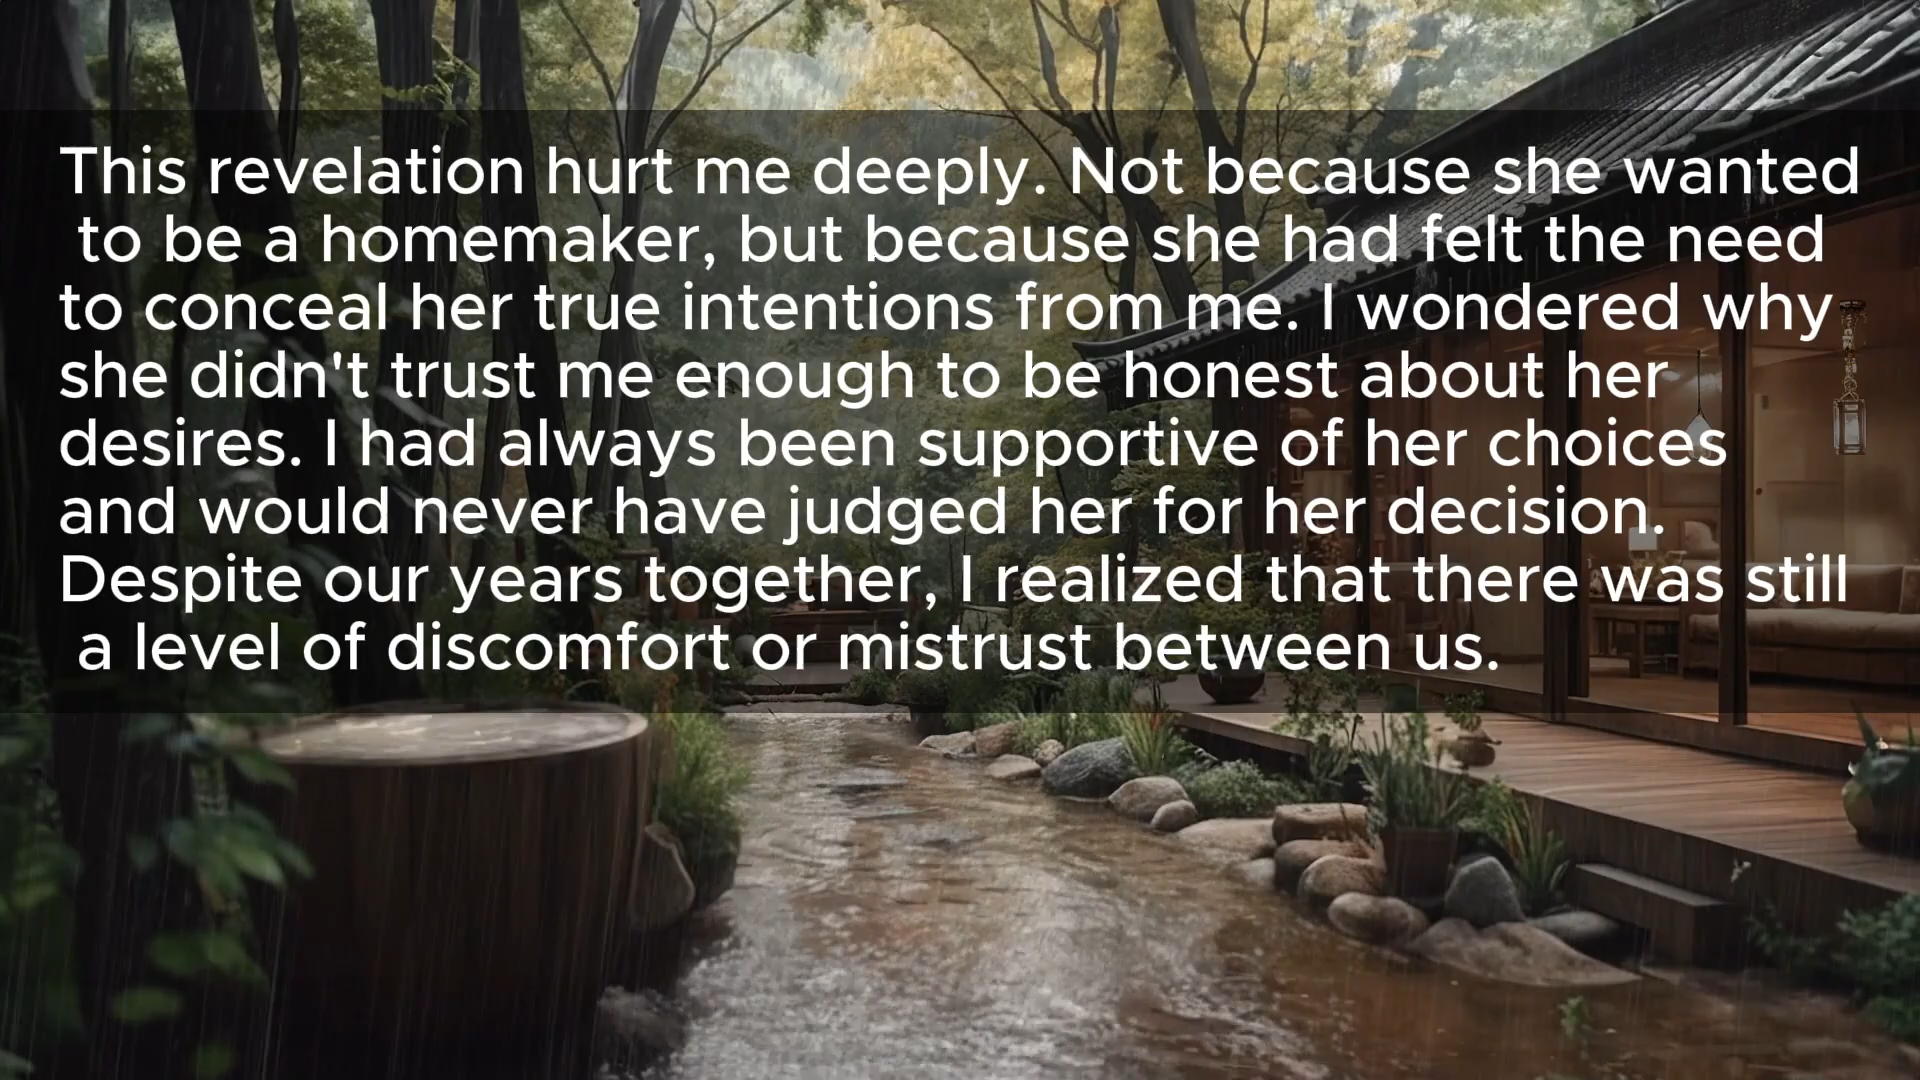 This revelation hurt me deeply. Not because she wanted
to be a homemaker, but because she had felt the need
to conceal her true intentions from me. I wondered why
she didn't trust me enough to be honest about her
desires. I had always been supportive of her choices
and would never have judged her for her decision.
Despite our years together, I realized that there was still
a level of discomfort or mistrust between us.